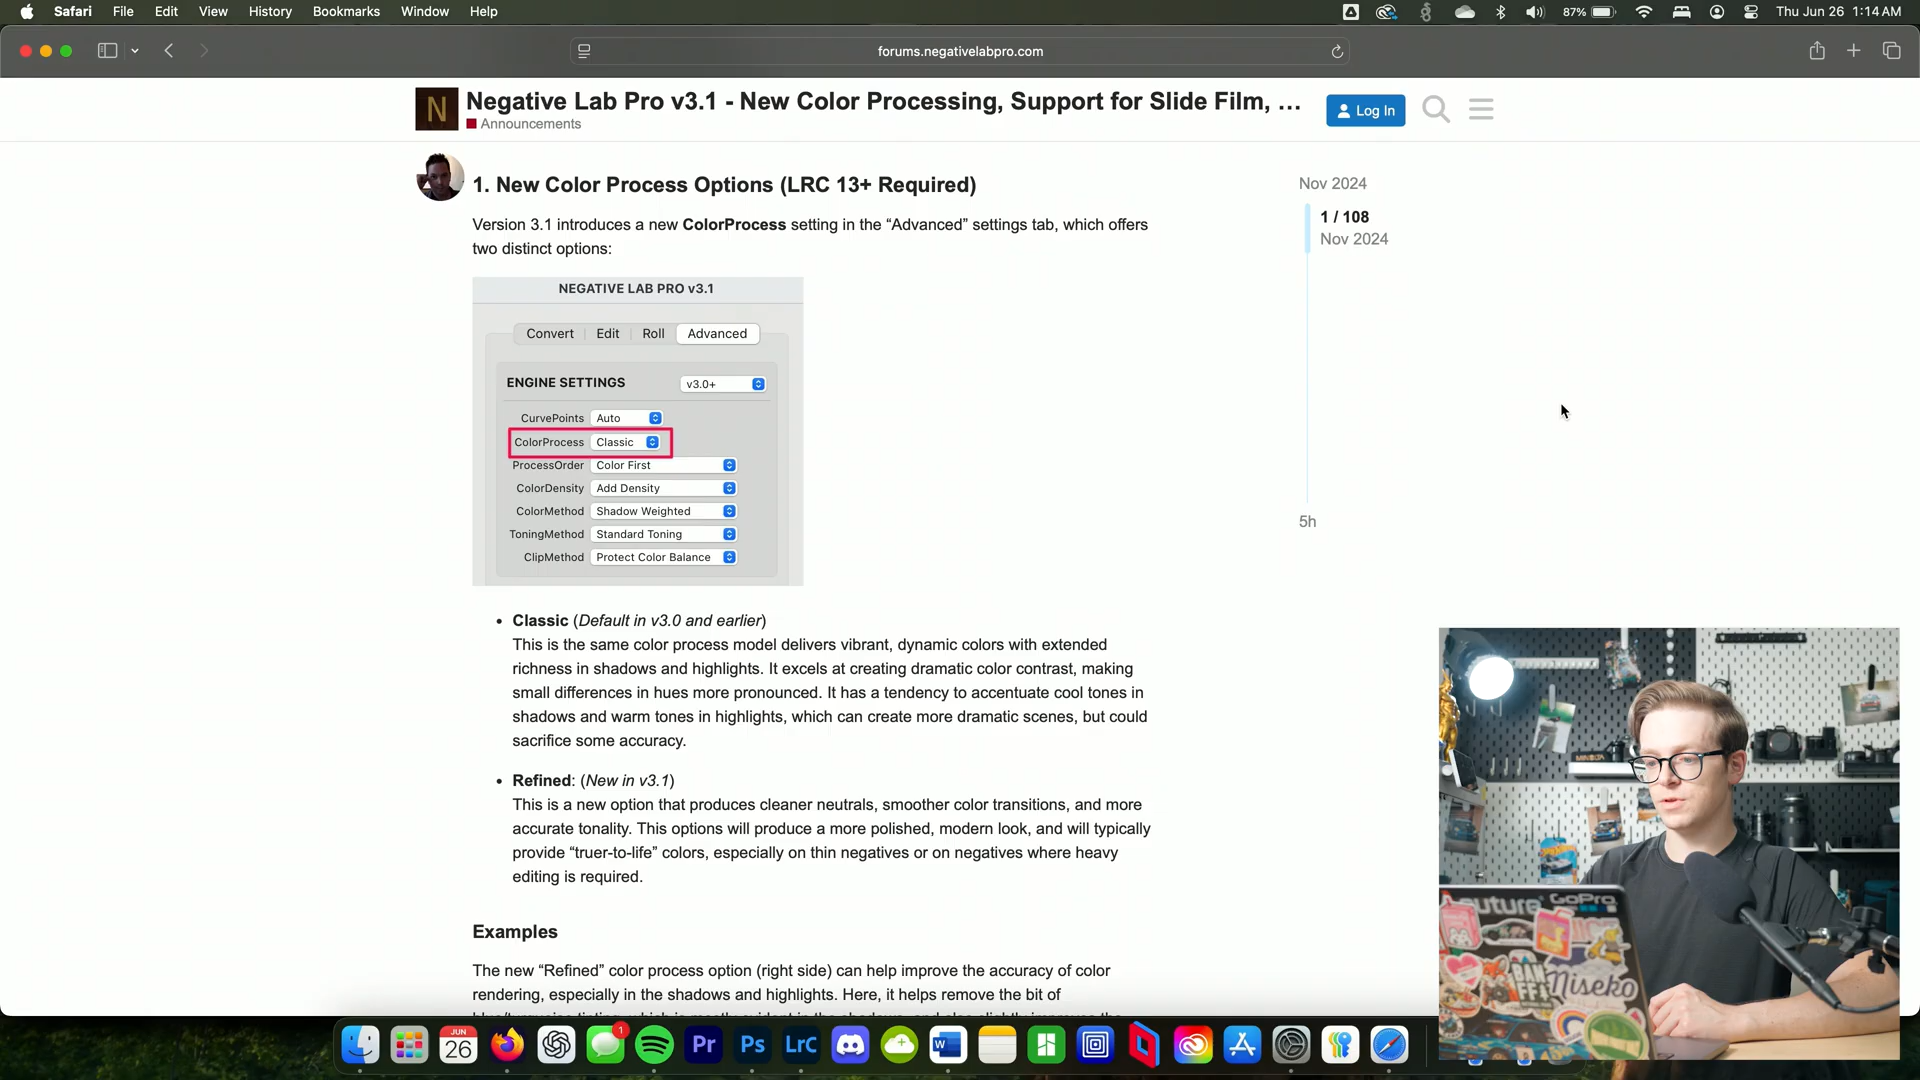 Safari File Edit View History Bookmarks Window Help 87% Thu Jun 26 1:14 AM
forums.negativelabpro.com
N Negative Lab Pro v3.1 - New Color Processing, Support for Slide Film, ...
Announcements
Log In
1. New Color Process Options (LRC 13+ Required)
Version 3.1 introduces a new ColorProcess setting in the “Advanced” settings tab, which offers
two distinct options:
NEGATIVE LAB PRO v3.1
Convert Edit Roll Advanced
ENGINE SETTINGS v3.0+
CurvePoints Auto
ColorProcess Classic
ProcessOrder Color First
ColorDensity Add Density
ColorMethod Shadow Weighted
ToningMethod Standard Toning
ClipMethod Protect Color Balance
• Classic (Default in v3.0 and earlier)
This is the same color process model delivers vibrant, dynamic colors with extended
richness in shadows and highlights. It excels at creating dramatic color contrast, making
small differences in hues more pronounced. It has a tendency to accentuate cool tones in
shadows and warm tones in highlights, which can create more dramatic scenes, but could
sacrifice some accuracy.
• Refined: (New in v3.1)
This is a new option that produces cleaner neutrals, smoother color transitions, and more
accurate tonality. This options will produce a more polished, modern look, and will typically
provide “truer-to-life” colors, especially on thin negatives or on negatives where heavy
editing is required.
Examples
The new “Refined” color process option (right side) can help improve the accuracy of color
rendering, especially in the shadows and highlights. Here, it helps remove the bit of
Nov 2024
1 / 108
Nov 2024
5h
MINOLTA
GoPro
Niseko
JUN
26
1
Pr
Ps
LrC
W